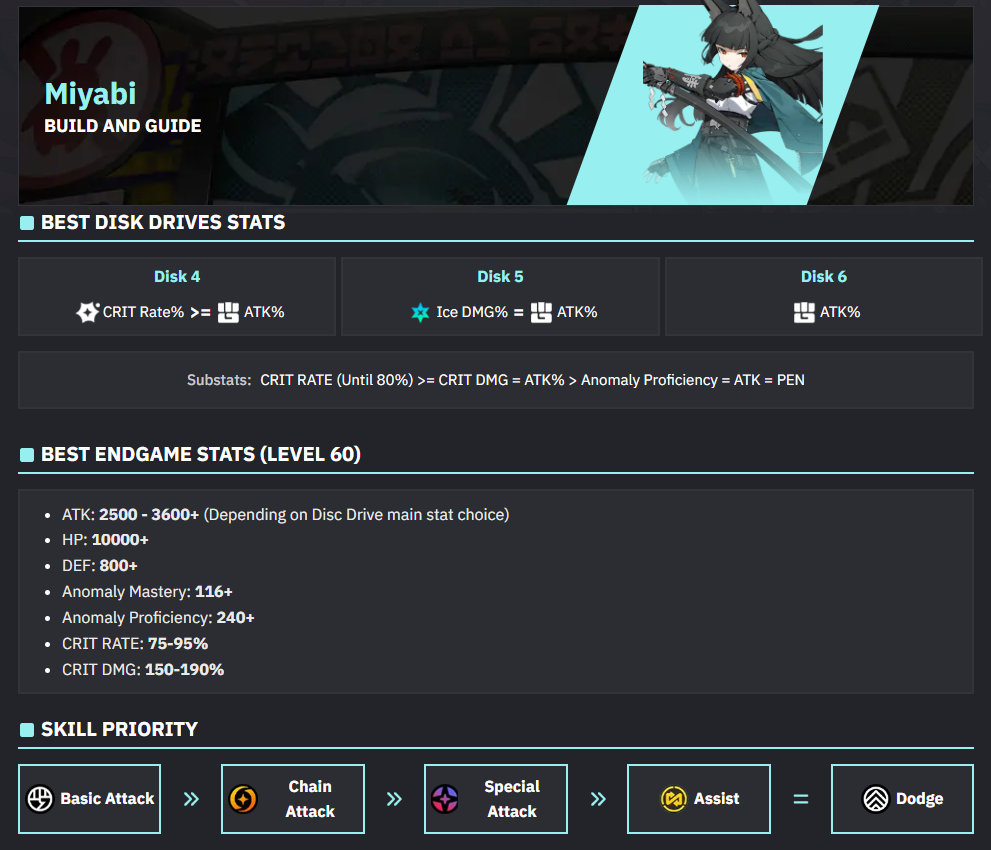 Miyabi
BUILD AND GUIDE
BEST DISK DRIVES STATS
Disk 4
CRIT Rate% >= ATK%
Disk 5
Ice DMG% = ATK%
Disk 6
ATK%
Substats: CRIT RATE (Until 80%) >= CRIT DMG = ATK% > Anomaly Proficiency = ATK = PEN
BEST ENDGAME STATS (LEVEL 60)
• ATK: 2500 - 3600+ (Depending on Disc Drive main stat choice)
• HP: 10000+
• DEF: 800+
• Anomaly Mastery: 116+
• Anomaly Proficiency: 240+
• CRIT RATE: 75-95%
• CRIT DMG: 150-190%
SKILL PRIORITY
Basic Attack » Chain Attack » Special Attack » Assist = Dodge